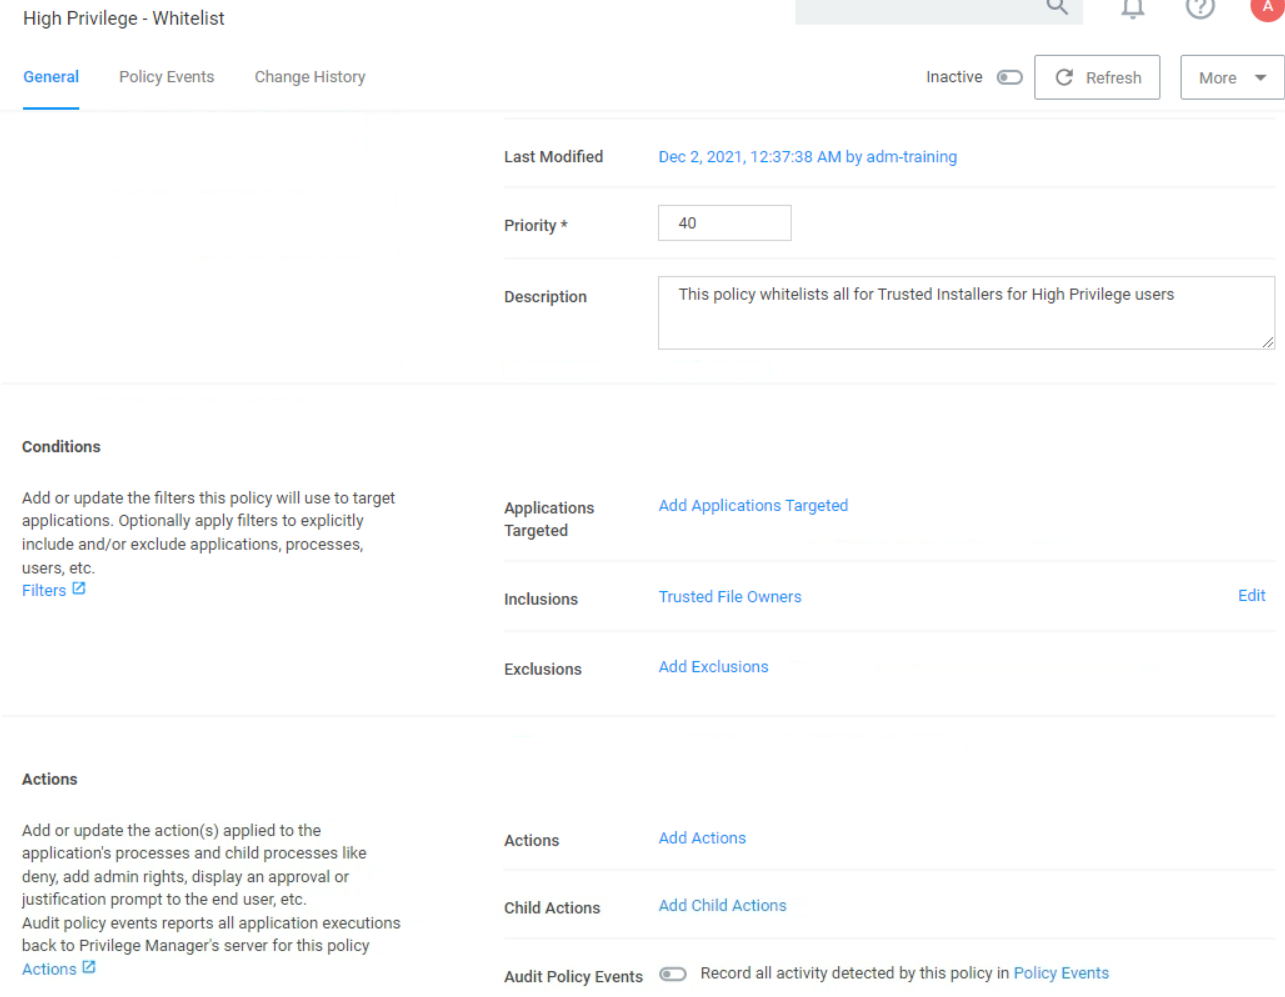 High Privilege - Whitelist
A
General Policy Events Change History Inactive Refresh More
Last Modified Dec 2, 2021, 12:37:38 AM by adm-training
Priority * 40
Description This policy whitelists all for Trusted Installers for High Privilege users
Conditions
Add or update the filters this policy will use to target
applications. Optionally apply filters to explicitly
include and/or exclude applications, processes,
users, etc.
Filters
Applications
Targeted
Add Applications Targeted
Inclusions Trusted File Owners Edit
Exclusions Add Exclusions
Actions
Add or update the action(s) applied to the
application's processes and child processes like
deny, add admin rights, display an approval or
justification prompt to the end user, etc.
Audit policy events reports all application executions
back to Privilege Manager's server for this policy
Actions
Actions Add Actions
Child Actions Add Child Actions
Audit Policy Events Record all activity detected by this policy in Policy Events